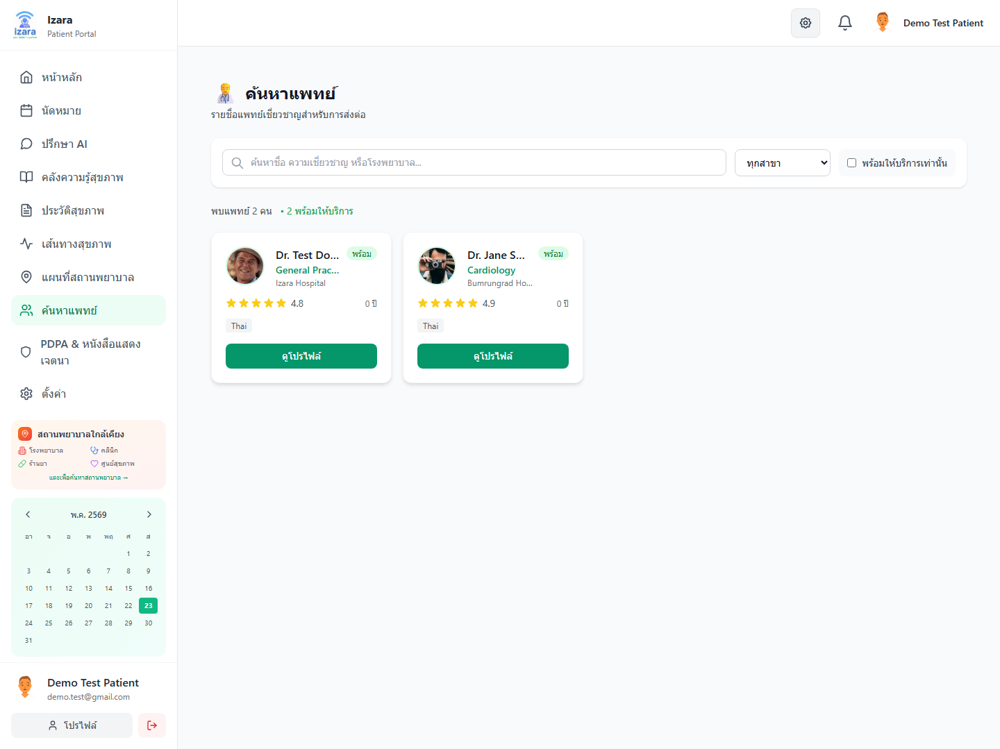 izara
Izara
Patient Portal
Demo Test Patient
หน้าหลัก
นัดหมาย
ปรึกษา AI
คลังความรู้สุขภาพ
ประวัติสุขภาพ
เส้นทางสุขภาพ
แผนที่สถานพยาบาล
ค้นหาแพทย์
PDPA & หนังสือแสดง
เจตนา
ตั้งค่า
สถานพยาบาลใกล้เคียง
โรงพยาบาล
คลินิก
ร้านยา
ศูนย์สุขภาพ
แตะเพื่อค้นหาสถานพยาบาล →
พ.ค. 2569
อา จ อ พ พฤ ศ ส
1 2
3 4 5 6 7 8 9
10 11 12 13 14 15 16
17 18 19 20 21 22 23
24 25 26 27 28 29 30
31
Demo Test Patient
demo.test@gmail.com
โปรไฟล์
ค้นหาแพทย์
รายชื่อแพทย์เชี่ยวชาญสำหรับการส่งต่อ
ค้นหาชื่อ ความเชี่ยวชาญ หรือโรงพยาบาล...
ทุกสาขา
พร้อมให้บริการเท่านั้น
พบแพทย์ 2 คน • 2 พร้อมให้บริการ
Dr. Test Do...
พร้อม
General Prac...
Izara Hospital
4.8
0 ปี
Thai
ดูโปรไฟล์
Dr. Jane S...
พร้อม
Cardiology
Bumrungrad Ho...
4.9
0 ปี
Thai
ดูโปรไฟล์